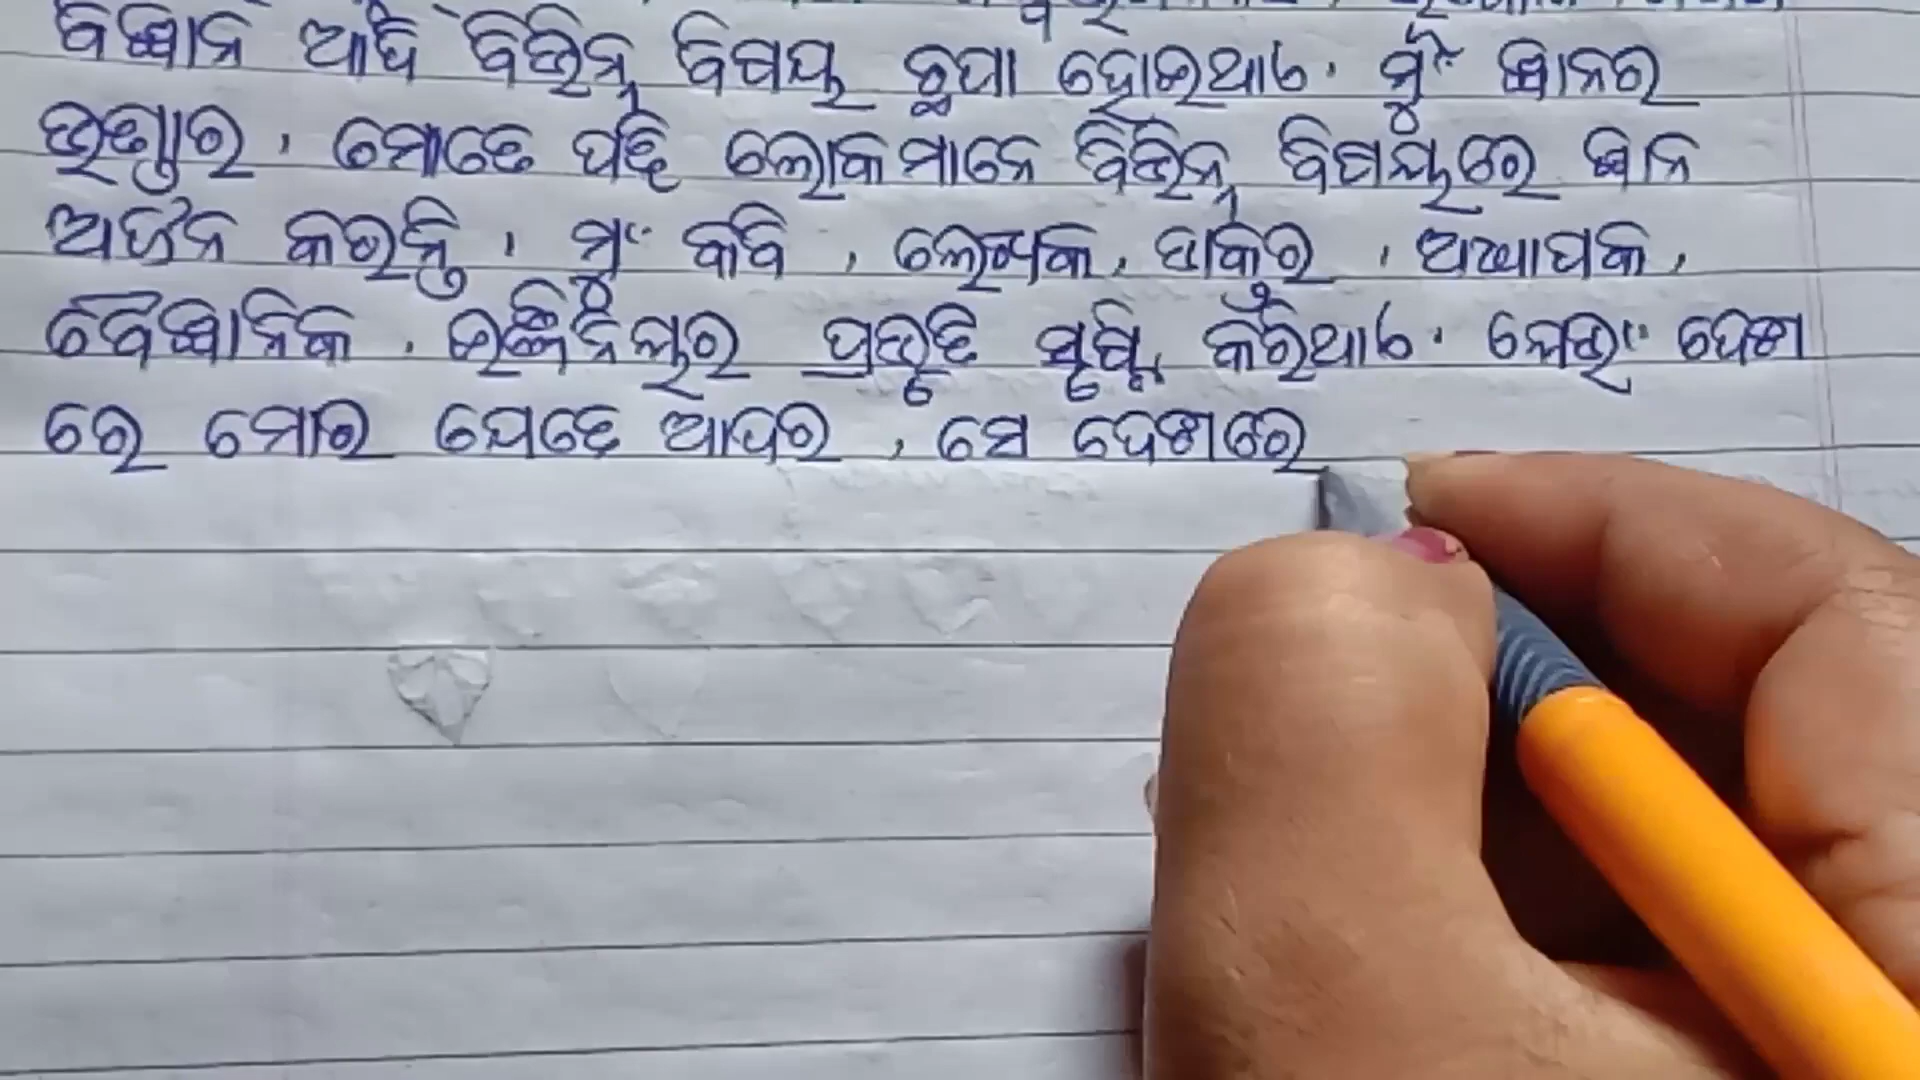 ବିଜ୍ଞାନ ଆଦି ବିଭିନ୍ନ ବିଷୟ ଛପା ହୋଇଥାଏ. ମୁଁ ଜ୍ଞାନର
ଭଣ୍ଡାର. ମୋତେ ପଢି ଲୋକମାନେ ବିଭିନ୍ନ ବିଷୟରେ ଜ୍ଞାନ
ଅର୍ଜନ କରନ୍ତି. ମୁଁ କବି, ଲେଖକ, ଡାକ୍ତର, ଅଧ୍ୟାପକ,
ବୈଜ୍ଞାନିକ, ଇଞ୍ଜିନିୟର ପ୍ରଭୃତି ସୃଷ୍ଟି କରିଥାଏ. ଯେଉଁ ଦେଶ
ରେ ମୋର ଯେତେ ଆଦର, ସେ ଦେଶରେ